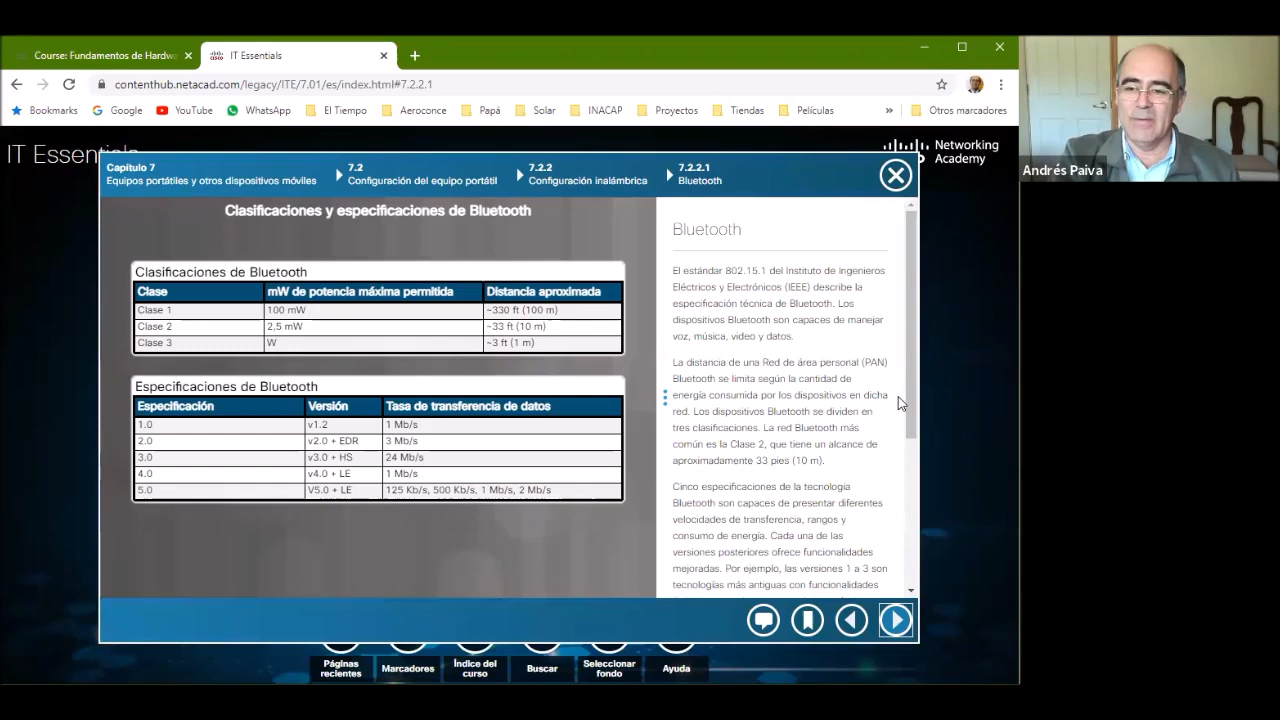 Course: Fundamentos de Hardwa
IT Essentials
contenthub.netacad.com/legacy/ITE/7.01/es/index.html#7.2.2.1
Bookmarks
Google
YouTube
WhatsApp
El Tiempo
Aeroconce
Papá
Solar
INACAP
Proyectos
Tiendas
Películas
»
Otros marcadores
IT Essentials
Networking
Academy
Andrés Paiva
Capítulo 7
Equipos portátiles y otros dispositivos móviles
7.2
Configuración del equipo portátil
7.2.2
Configuración inalámbrica
7.2.2.1
Bluetooth
Clasificaciones y especificaciones de Bluetooth
Clasificaciones de Bluetooth
Clase mW de potencia máxima permitida Distancia aproximada
Clase 1 100 mW ~330 ft (100 m)
Clase 2 2,5 mW ~33 ft (10 m)
Clase 3 W ~3 ft (1 m)
Especificaciones de Bluetooth
Especificación Versión Tasa de transferencia de datos
1.0 v1.2 1 Mb/s
2.0 v2.0 + EDR 3 Mb/s
3.0 v3.0 + HS 24 Mb/s
4.0 v4.0 + LE 1 Mb/s
5.0 V5.0 + LE 125 Kb/s, 500 Kb/s, 1 Mb/s, 2 Mb/s
Bluetooth
El estándar 802.15.1 del Instituto de Ingenieros
Eléctricos y Electrónicos (IEEE) describe la
especificación técnica de Bluetooth. Los
dispositivos Bluetooth son capaces de manejar
voz, música, video y datos.
La distancia de una Red de área personal (PAN)
Bluetooth se limita según la cantidad de
energía consumida por los dispositivos en dicha
red. Los dispositivos Bluetooth se dividen en
tres clasificaciones. La red Bluetooth más
común es la Clase 2, que tiene un alcance de
aproximadamente 33 pies (10 m).
Cinco especificaciones de la tecnología
Bluetooth son capaces de presentar diferentes
velocidades de transferencia, rangos y
consumo de energía. Cada una de las
versiones posteriores ofrece funcionalidades
mejoradas. Por ejemplo, las versiones 1 a 3 son
tecnologías más antiguas con funcionalidades
Páginas
recientes
Marcadores
Índice del
curso
Buscar
Seleccionar
fondo
Ayuda